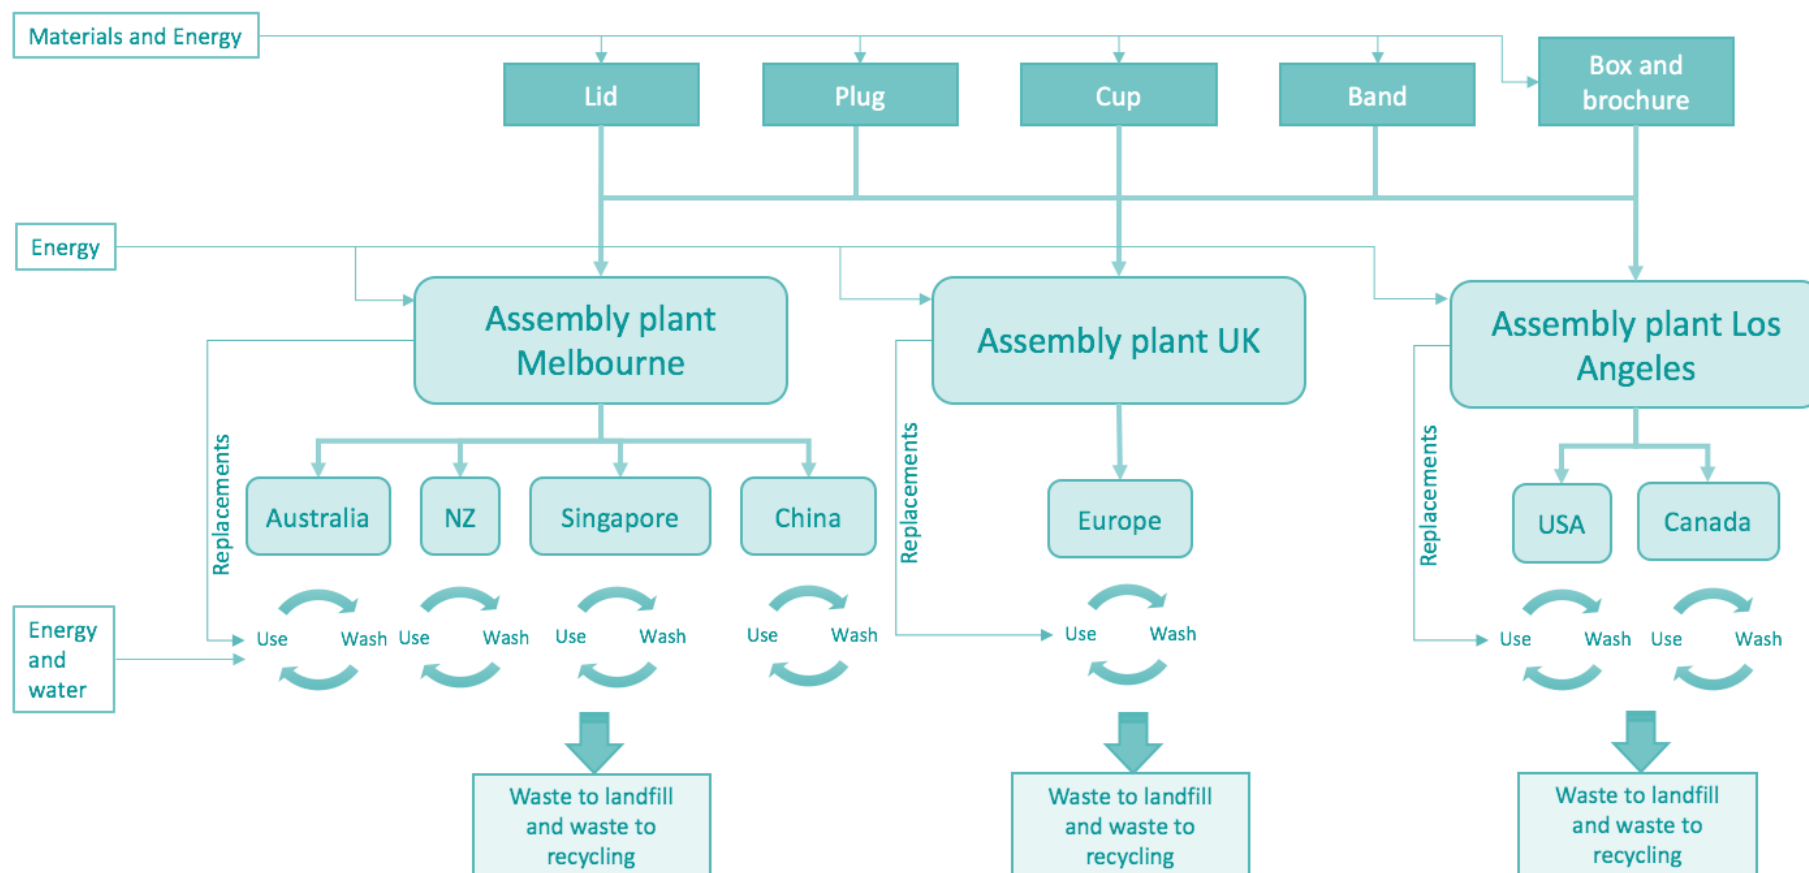 Materials and Energy
Lid
Plug
Cup
Band
Box and
brochure
Energy
Assembly plant
Melbourne
Assembly plant UK
Assembly plant Los
Angeles
Replacements
Replacements
Replacements
Australia
NZ
Singapore
China
Europe
USA
Canada
Energy
and
water
Use
Wash
Use
Wash
Use
Wash
Use
Wash
Use
Wash
Use
Wash
Use
Wash
Waste to landfill
and waste to
recycling
Waste to landfill
and waste to
recycling
Waste to landfill
and waste to
recycling